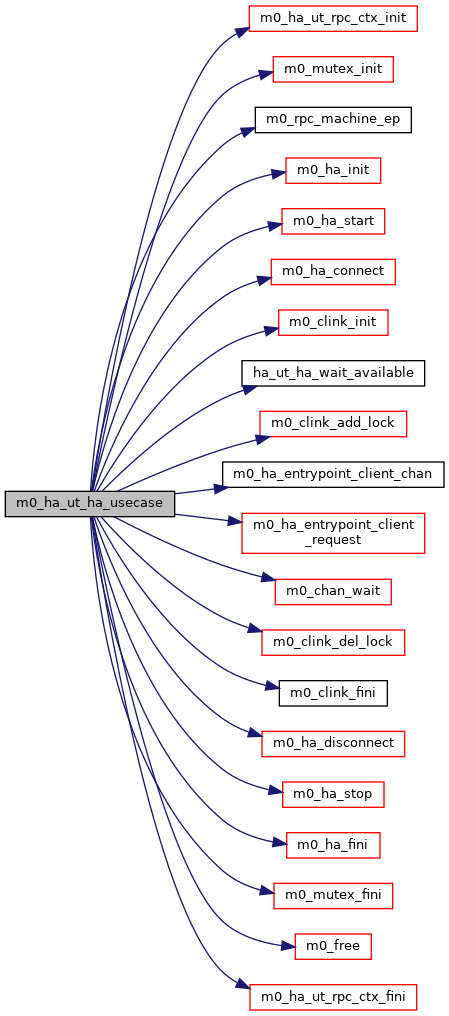 m0_ha_ut_rpc_ctx_init
m0_mutex_init
m0_rpc_machine_ep
m0_ha_init
m0_ha_start
m0_ha_connect
m0_clink_init
ha_ut_ha_wait_available
m0_clink_add_lock
m0_ha_entrypoint_client_chan
m0_ha_ut_ha_usecase
m0_ha_entrypoint_client
_request
m0_chan_wait
m0_clink_del_lock
m0_clink_fini
m0_ha_disconnect
m0_ha_stop
m0_ha_fini
m0_mutex_fini
m0_free
m0_ha_ut_rpc_ctx_fini